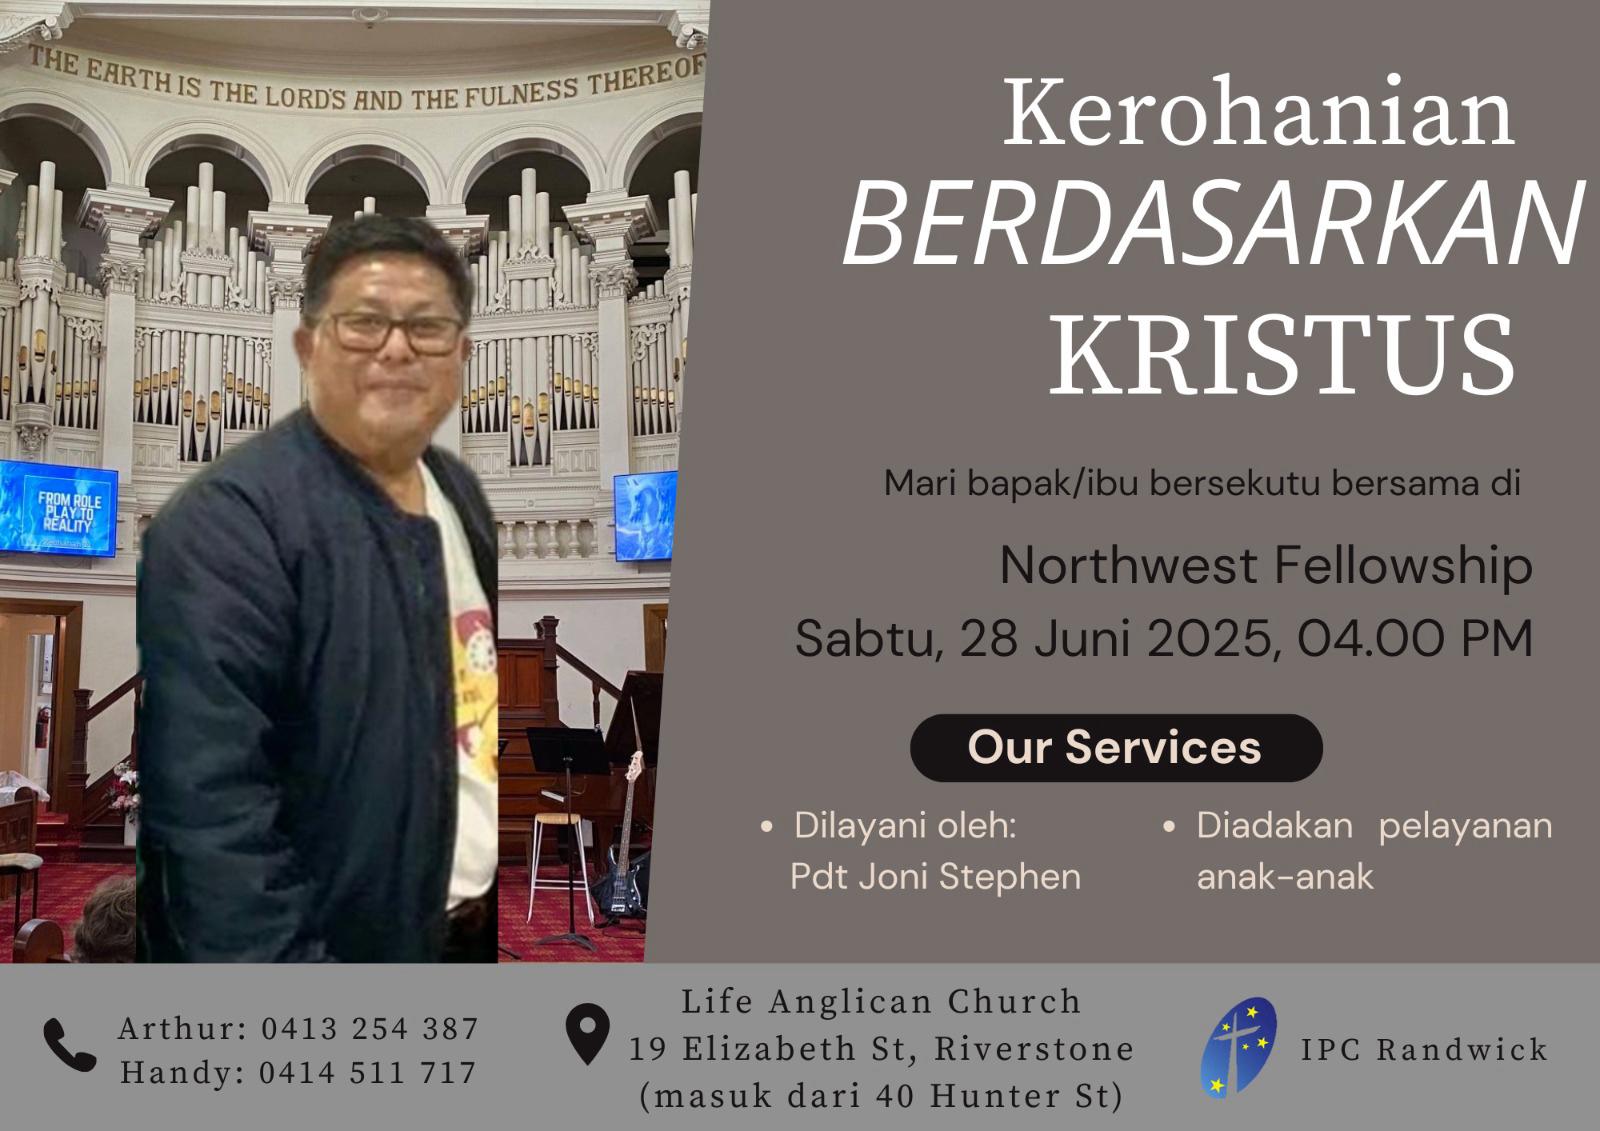 THE EARTH IS THE LORD'S AND THE FULNESS THEREOF
FROM ROLE
PLAY TO
REALITY
Kerohanian
BERDASARKAN
KRISTUS
Mari bapak/ibu bersekutu bersama di
Northwest Fellowship
Sabtu, 28 Juni 2025, 04.00 PM
Our Services
• Dilayani oleh:
Pdt Joni Stephen
• Diadakan pelayanan
anak-anak
Arthur: 0413 254 387
Handy: 0414 511 717
Life Anglican Church
19 Elizabeth St, Riverstone
(masuk dari 40 Hunter St)
IPC Randwick